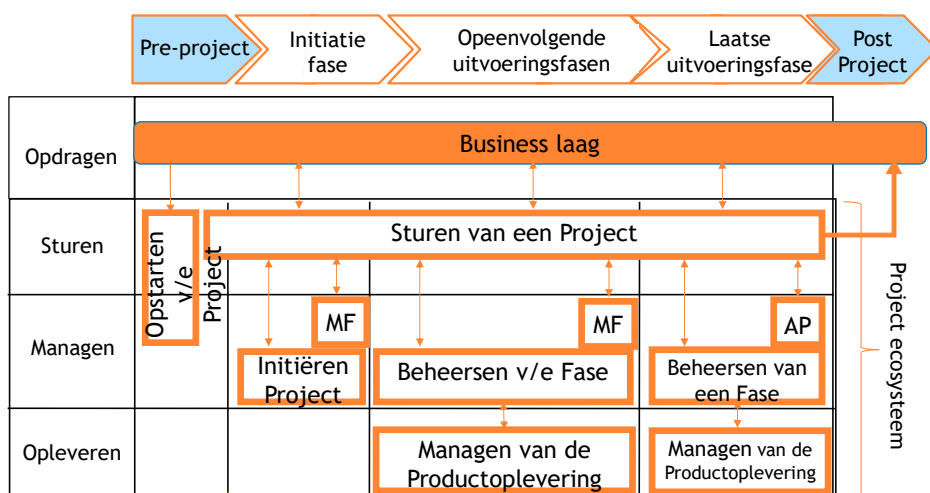 Pre-project
Initiatie
fase
Opeenvolgende
uitvoeringsfasen
Laatse
uitvoeringsfase
Post
Project
Opdragen
Business laag
Sturen
Opstarten
v/e
Project
Sturen van een Project
Managen
MF
MF
AP
Initiëren
Project
Beheersen v/e Fase
Beheersen van
een Fase
Opleveren
Managen van de
Productoplevering
Managen van de
Productoplevering
Project ecosysteem